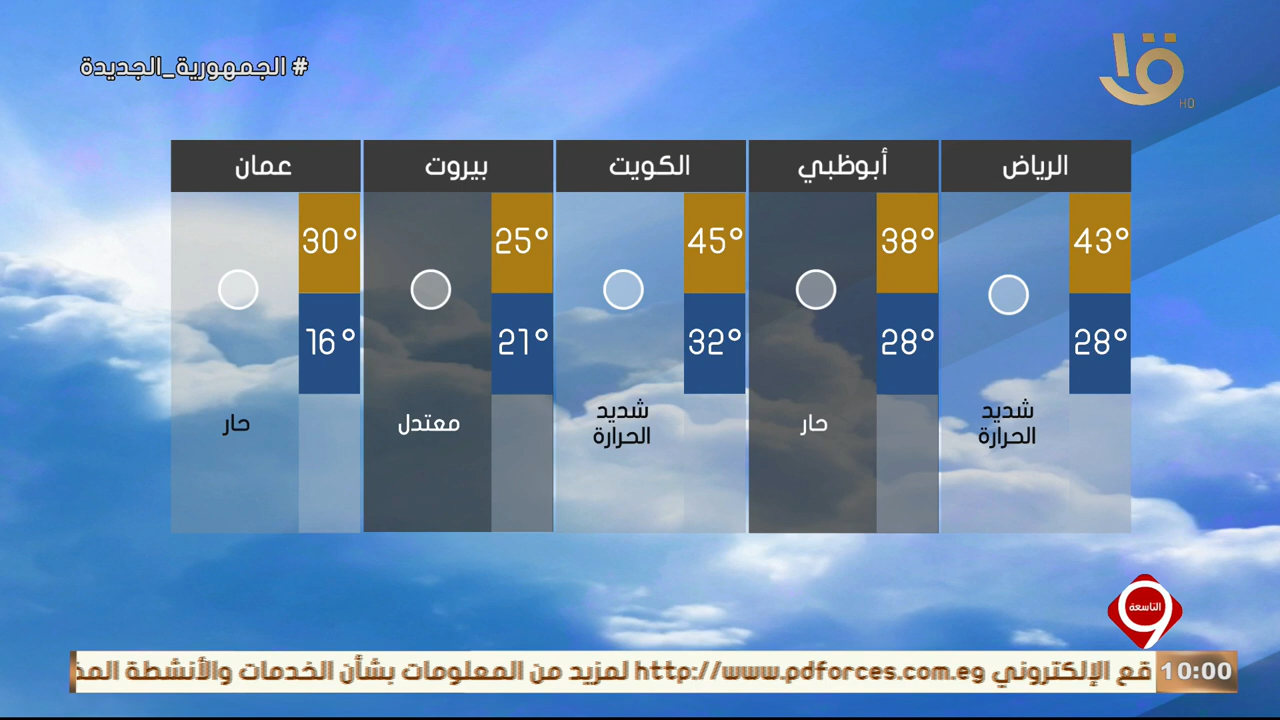 # الجمهورية_الجديدة
HD
الرياض
43°
28°
شديد
الحرارة
أبوظبي
38°
28°
حار
الكويت
45°
32°
شديد
الحرارة
بيروت
25°
21°
معتدل
عمان
30°
16°
حار
التاسعة
9
10:00
قع الإلكتروني http://www.pdforces.com.eg لمزيد من المعلومات بشأن الخدمات والأنشطة